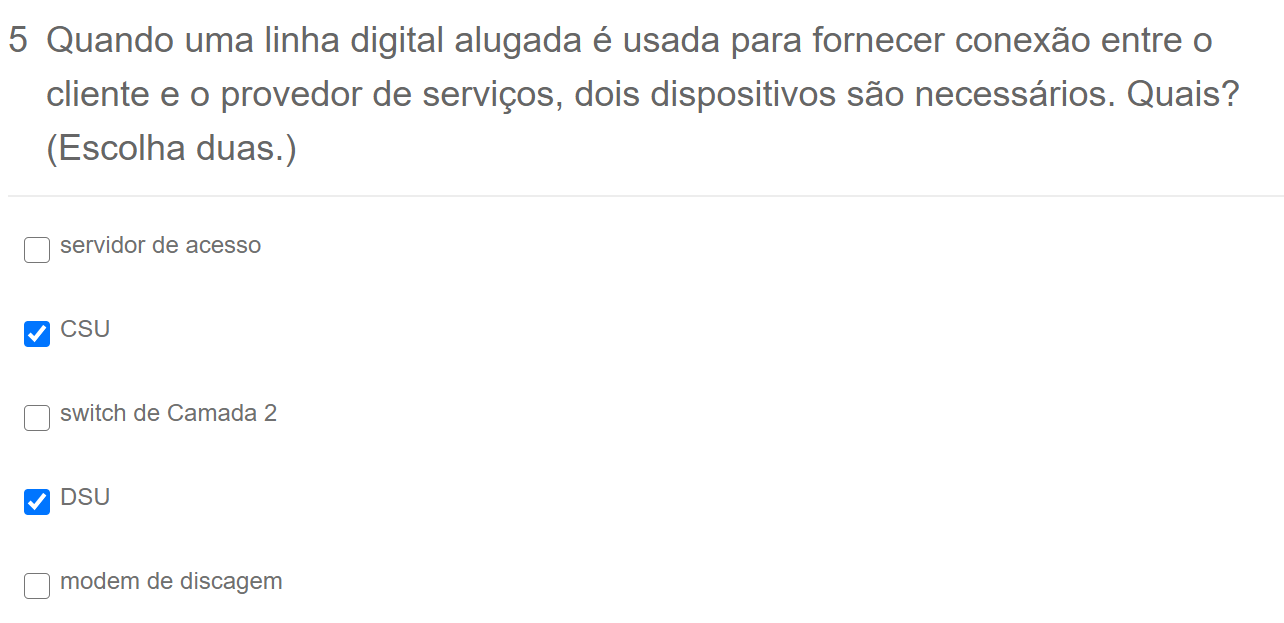 5 Quando uma linha digital alugada é usada para fornecer conexão entre o
cliente e o provedor de serviços, dois dispositivos são necessários. Quais?
(Escolha duas.)
servidor de acesso
CSU
switch de Camada 2
DSU
modem de discagem